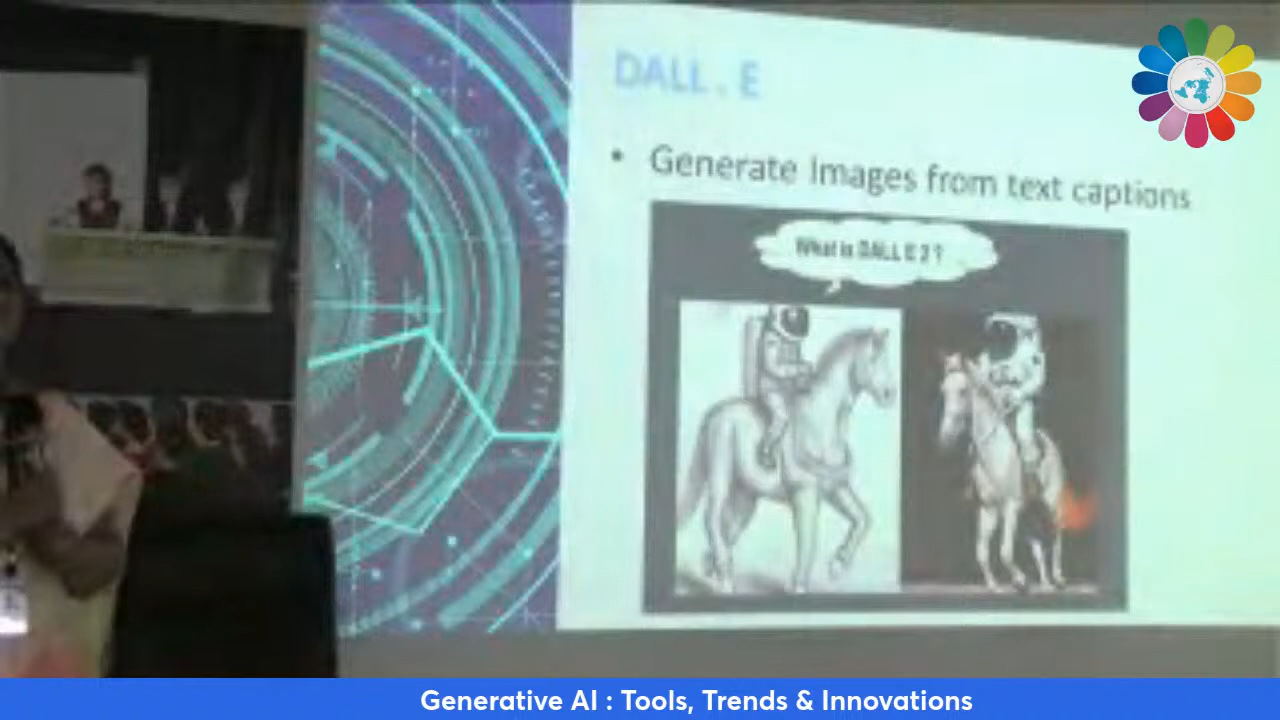 DALL . E
• Generate Images from text captions
What is DALL E 2 ?
Generative AI : Tools, Trends & Innovations